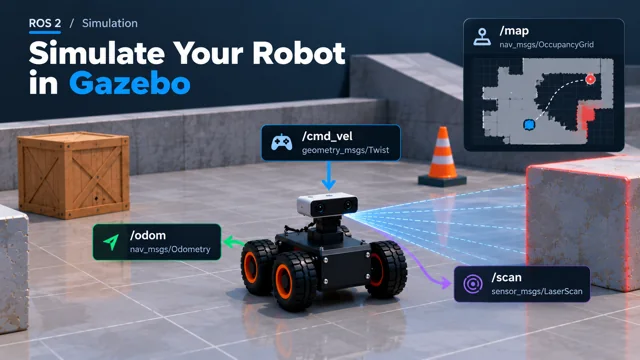 ROS 2 / Simulation
Simulate Your Robot
in Gazebo
/map
nav_msgs/OccupancyGrid
/cmd_vel
geometry_msgs/Twist
/odom
nav_msgs/Odometry
/scan
sensor_msgs/LaserScan